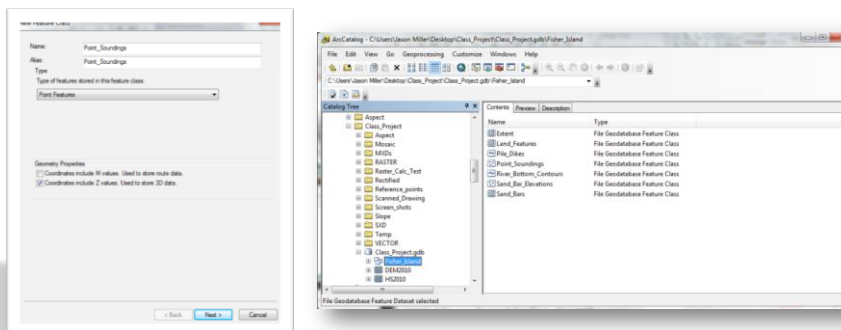 New Feature Class
Name: Point_Soundings
Alias: Point_Soundings
Type
Type of features stored in this feature class:
Point Features
Geometry Properties
Coordinates include M values. Used to store route data.
Coordinates include Z values. Used to store 3D data.
< Back Next > Cancel
ArcCatalog - C:\Users\Jason Miller\Desktop\Class_Project\Class_Project.gdb\Fisher_Island
File Edit View Go Geoprocessing Customize Windows Help
C:\Users\Jason Miller\Desktop\Class_Project\Class_Project.gdb\Fisher_Island
Catalog Tree
Aspect
Class_Project
Aspect
Mosaic
MXDs
RASTER
Raster_Calc_Test
Rectified
Reference_points
Scanned_Drawing
Screen_shots
Slope
SXD
Temp
VECTOR
Class_Project.gdb
Fisher_Island
DEM2010
HS2010
Contents Preview Description
Name Type
Extent File Geodatabase Feature Class
Land_Features File Geodatabase Feature Class
Pile_Dikes File Geodatabase Feature Class
Point_Soundings File Geodatabase Feature Class
River_Bottom_Contours File Geodatabase Feature Class
Sand_Bar_Elevations File Geodatabase Feature Class
Sand_Bars File Geodatabase Feature Class
File Geodatabase Feature Dataset selected